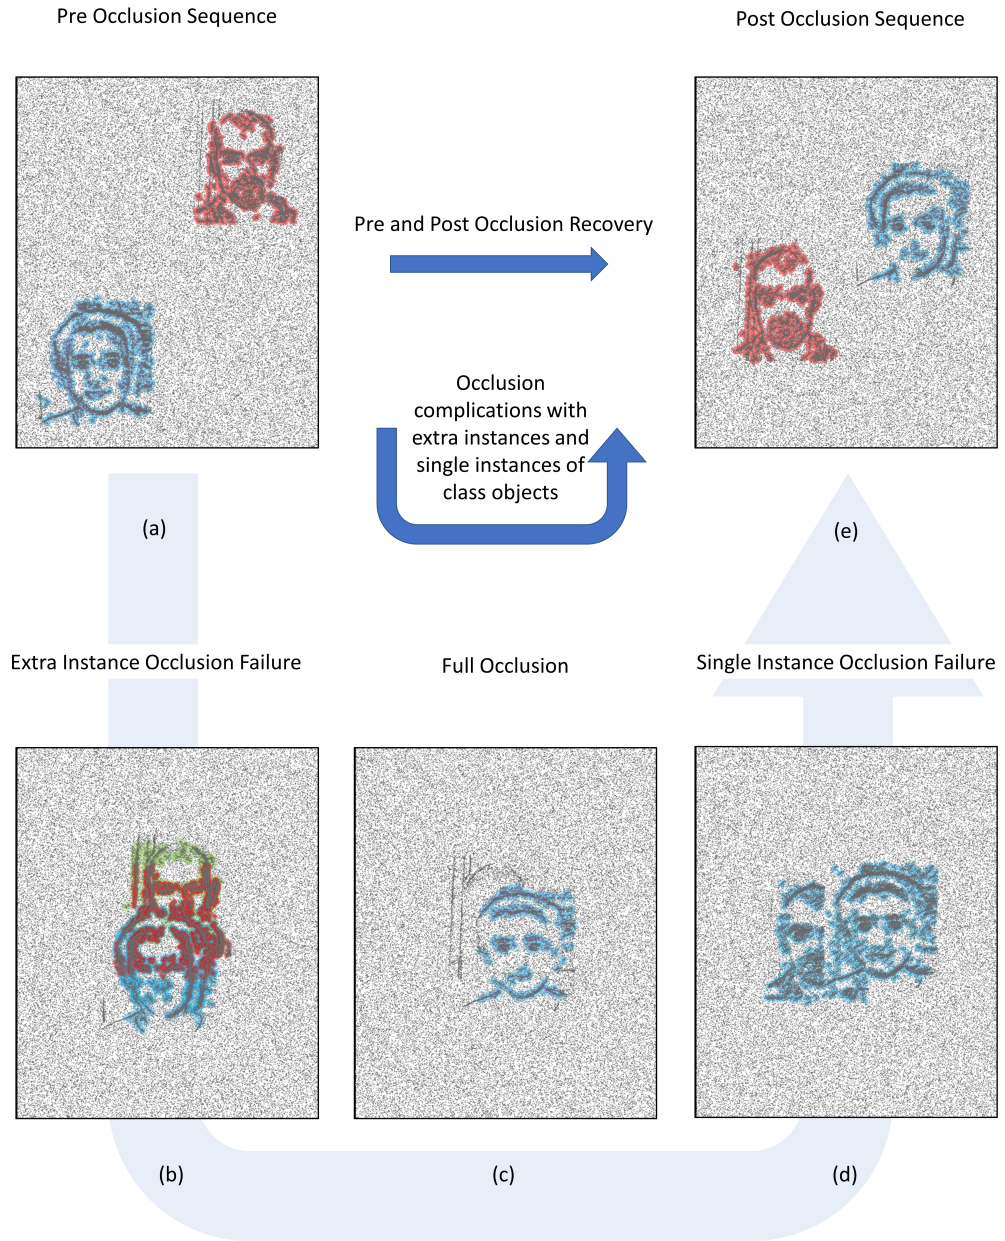 Pre Occlusion Sequence
Post Occlusion Sequence
Pre and Post Occlusion Recovery
Occlusion
complications with
extra instances and
single instances of
class objects
(a)
(e)
Extra Instance Occlusion Failure
Full Occlusion
Single Instance Occlusion Failure
(b)
(c)
(d)